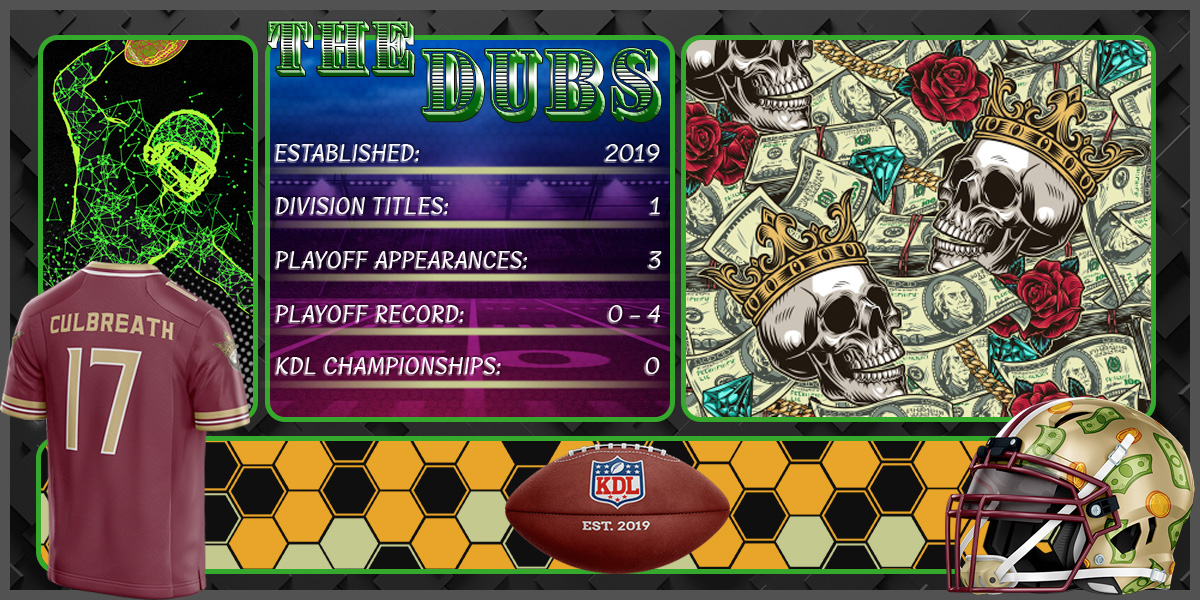 THE
DUBS
ESTABLISHED: 2019
DIVISION TITLES: 1
PLAYOFF APPEARANCES: 3
PLAYOFF RECORD: 0 – 4
KDL CHAMPIONSHIPS: 0
CULBREATH
17
KDL
EST. 2019